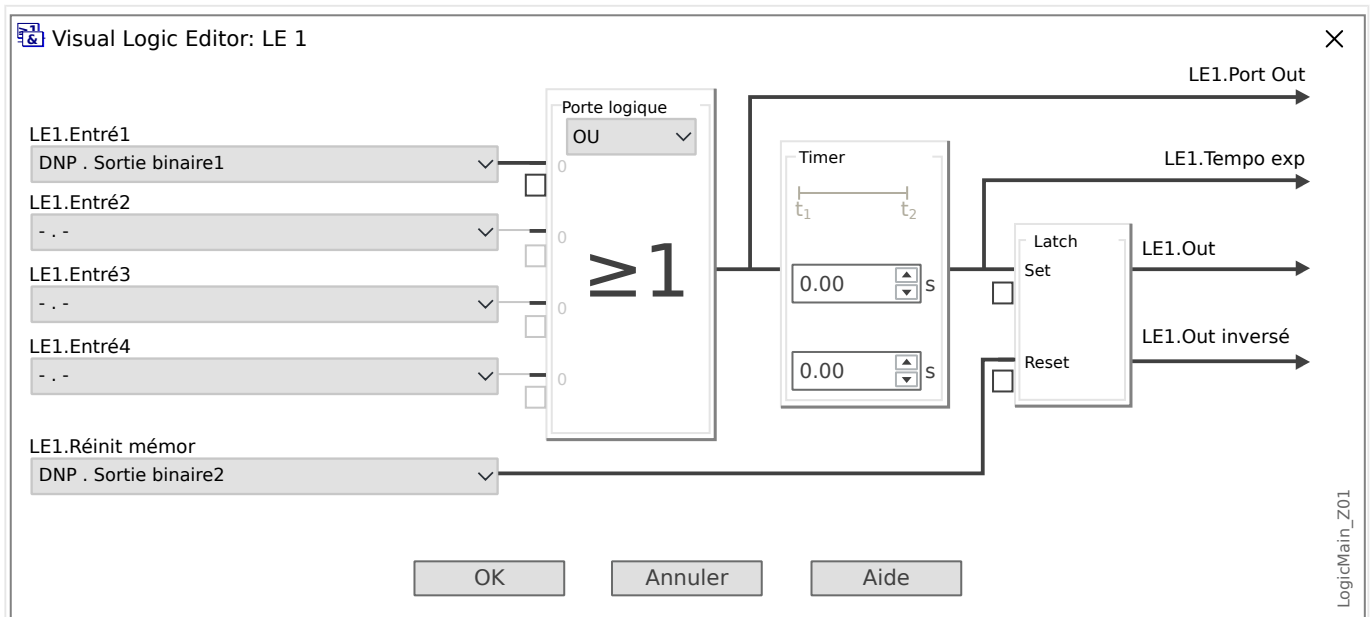 ≥1
&
Visual Logic Editor: LE 1
LE1.Port Out
Porte logique
OU
LE1.Entré1
DNP . Sortie binaire1
0
Timer
LE1.Tempo exp
t1
t2
LE1.Entré2
- . -
0
≥1
Latch
LE1.Out
Set
LE1.Entré3
- . -
0
0.00
s
LE1.Out inversé
LE1.Entré4
- . -
0
0.00
s
Reset
LE1.Réinit mémor
DNP . Sortie binaire2
OK
Annuler
Aide
LogicMain_Z01